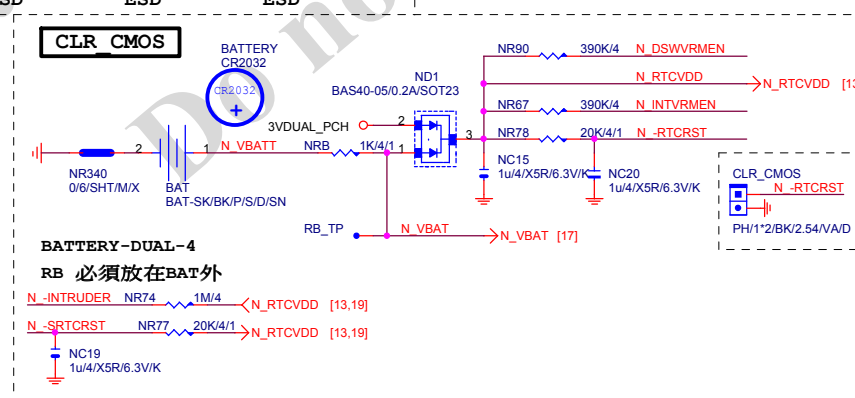 ESD ESD ESD
Do no
CLR_CMOS
BATTERY
CR2032
CR2032
+
ND1
BAS40-05/0.2A/SOT23
NR90 390K/4 N_DSWVRMEN
N_RTCVDD N_RTCVDD [13
3VDUAL_PCH 2
NR67 390K/4 N_INTVRMEN
2 1 N_VBATT NRB 1K/4/1 1 3 NR78 20K/4/1 N_-RTCRST
NR340
0/6/SHT/M/X
BAT
BAT-SK/BK/P/S/D/SN
NC15
1u/4/X5R/6.3V/K
NC20
1u/4/X5R/6.3V/K
CLR_CMOS
N_-RTCRST
PH/1*2/BK/2.54/VA/D
RB_TP N_VBAT N_VBAT [17]
BATTERY-DUAL-4
RB 必須放在BAT外
N_-INTRUDER NR74 1M/4 N_RTCVDD [13,19]
N_-SRTCRST NR77 20K/4/1 N_RTCVDD [13,19]
NC19
1u/4/X5R/6.3V/K